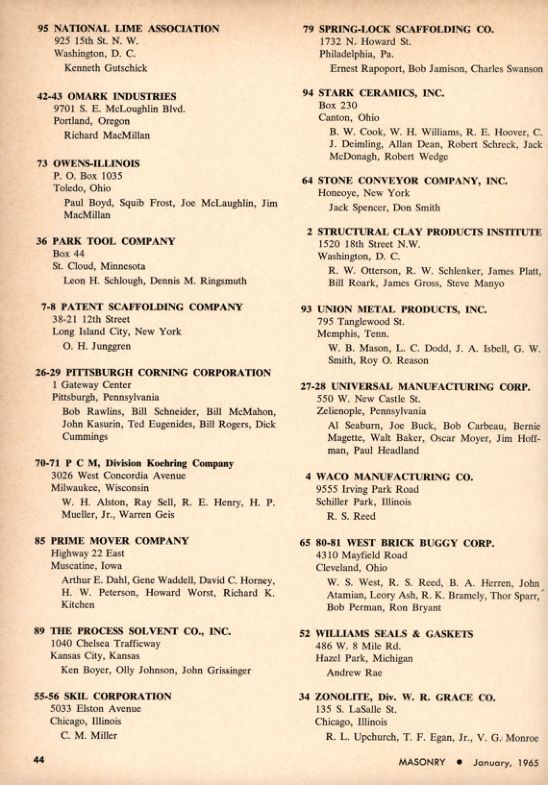 95 NATIONAL LIME ASSOCIATION
925 15th St. N. W.
Washington, D. C.
Kenneth Gutschick
42-43 OMARK INDUSTRIES
9701 S. E. McLoughlin Blvd.
Portland, Oregon
Richard MacMillan
73 OWENS-ILLINOIS
P. O. Box 1035
Toledo, Ohio
Paul Boyd, Squib Frost, Joe McLaughlin, Jim
MacMillan
36 PARK TOOL COMPANY
Box 44
St. Cloud, Minnesota
Leon H. Schlough, Dennis M. Ringsmuth
7-8 PATENT SCAFFOLDING COMPANY
38-21 12th Street
Long Island City, New York
O. H. Junggren
26-29 PITTSBURGH CORNING CORPORATION
1 Gateway Center
Pittsburgh, Pennsylvania
Bob Rawlins, Bill Schneider, Bill McMahon,
John Kasurin, Ted Eugenides, Bill Rogers, Dick
Cummings
70-71 P C M, Division Koehring Company
3026 West Concordia Avenue
Milwaukee, Wisconsin
W. H. Alston, Ray Sell, R. E. Henry, H. P.
Mueller, Jr., Warren Geis
85 PRIME MOVER COMPANY
Highway 22 East
Muscatine, Iowa
Arthur E. Dahl, Gene Waddell, David C. Horney,
H. W. Peterson, Howard Worst, Richard K.
Kitchen
89 THE PROCESS SOLVENT CO., INC.
1040 Chelsea Trafficway
Kansas City, Kansas
Ken Boyer, Olly Johnson, John Grissinger
55-56 SKIL CORPORATION
5033 Elston Avenue
Chicago, Illinois
C. M. Miller
79 SPRING-LOCK SCAFFOLDING CO.
1732 N. Howard St.
Philadelphia, Pa.
Ernest Rapoport, Bob Jamison, Charles Swanson
94 STARK CERAMICS, INC.
Box 230
Canton, Ohio
B. W. Cook, W. H. Williams, R. E. Hoover, C.
J. Deimling, Allan Dean, Robert Schreck, Jack
McDonagh, Robert Wedge
64 STONE CONVEYOR COMPANY, INC.
Honeoye, New York
Jack Spencer, Don Smith
2 STRUCTURAL CLAY PRODUCTS INSTITUTE
1520 18th Street N.W.
Washington, D. C.
R. W. Otterson, R. W. Schlenker, James Platt,
Bill Roark, James Gross, Steve Manyo
93 UNION METAL PRODUCTS, INC.
795 Tanglewood St.
Memphis, Tenn.
W. B. Mason, L. C. Dodd, J. A. Isbell, G. W.
Smith, Roy O. Reason
27-28 UNIVERSAL MANUFACTURING CORP.
550 W. New Castle St.
Zelienople, Pennsylvania
Al Seaburn, Joe Buck, Bob Carbeau, Bernie
Magette, Walt Baker, Oscar Moyer, Jim Hoff-
man, Paul Headland
4 WACO MANUFACTURING CO.
9555 Irving Park Road
Schiller Park, Illinois
R. S. Reed
65 80-81 WEST BRICK BUGGY CORP.
4310 Mayfield Road
Cleveland, Ohio
W. S. West, R. S. Reed, B. A. Herren, John
Atamian, Leory Ash, R. K. Bramely, Thor Sparr,
Bob Perman, Ron Bryant
52 WILLIAMS SEALS & GASKETS
486 W. 8 Mile Rd.
Hazel Park, Michigan
Andrew Rae
34 ZONOLITE, Div. W. R. GRACE CO.
135 S. LaSalle St.
Chicago, Illinois
R. L. Upchurch, T. F. Egan, Jr., V. G. Monroe
44
MASONRY ● January, 1965